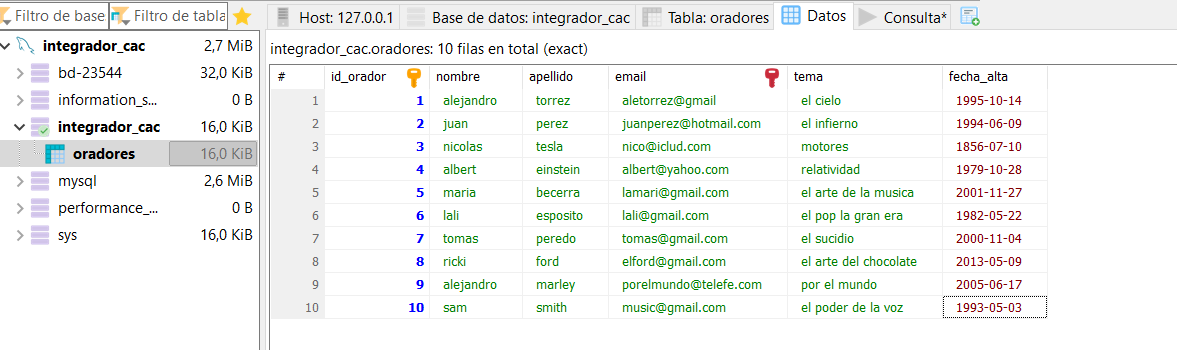 Filtro de base
Filtro de tabla
Host: 127.0.0.1
Base de datos: integrador_cac
Tabla: oradores
Datos
Consulta*
integrador_cac 2,7 MiB
bd-23544 32,0 KiB
information_s... 0 B
integrador_cac 16,0 KiB
oradores 16,0 KiB
mysql 2,6 MiB
performance_... 0 B
sys 16,0 KiB
integrador_cac.oradores: 10 filas en total (exact)
# id_orador nombre apellido email tema fecha_alta
1 1 alejandro torrez aletorrez@gmail el cielo 1995-10-14
2 2 juan perez juanperez@hotmail.com el infierno 1994-06-09
3 3 nicolas tesla nico@iclud.com motores 1856-07-10
4 4 albert einstein albert@yahoo.com relatividad 1979-10-28
5 5 maria becerra lamari@gmail.com el arte de la musica 2001-11-27
6 6 lali esposito lali@gmail.com el pop la gran era 1982-05-22
7 7 tomas peredo tomas@gmail.com el sucidio 2000-11-04
8 8 ricki ford elford@gmail.com el arte del chocolate 2013-05-09
9 9 alejandro marley porelmundo@telefe.com por el mundo 2005-06-17
10 10 sam smith music@gmail.com el poder de la voz 1993-05-03